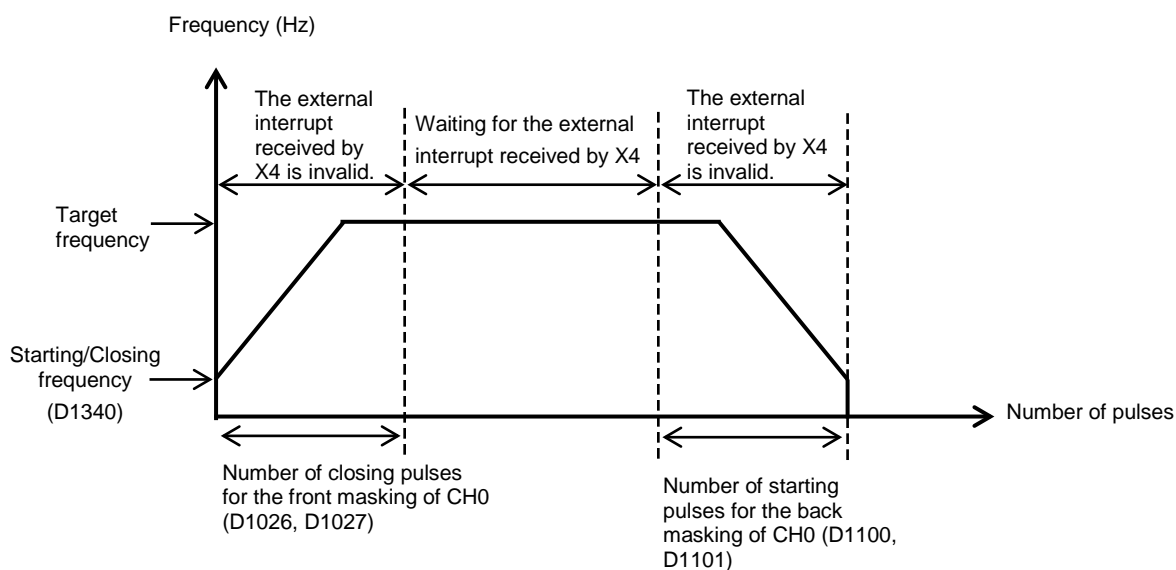 Frequency (Hz)
The external
interrupt
received by
X4 is invalid.
Waiting for the external
interrupt received by X4
The external
interrupt
received by X4
is invalid.
Target
frequency
Starting/Closing
frequency
(D1340)
Number of pulses
Number of closing pulses
for the front masking of CH0
(D1026, D1027)
Number of starting
pulses for the back
masking of CH0 (D1100,
D1101)